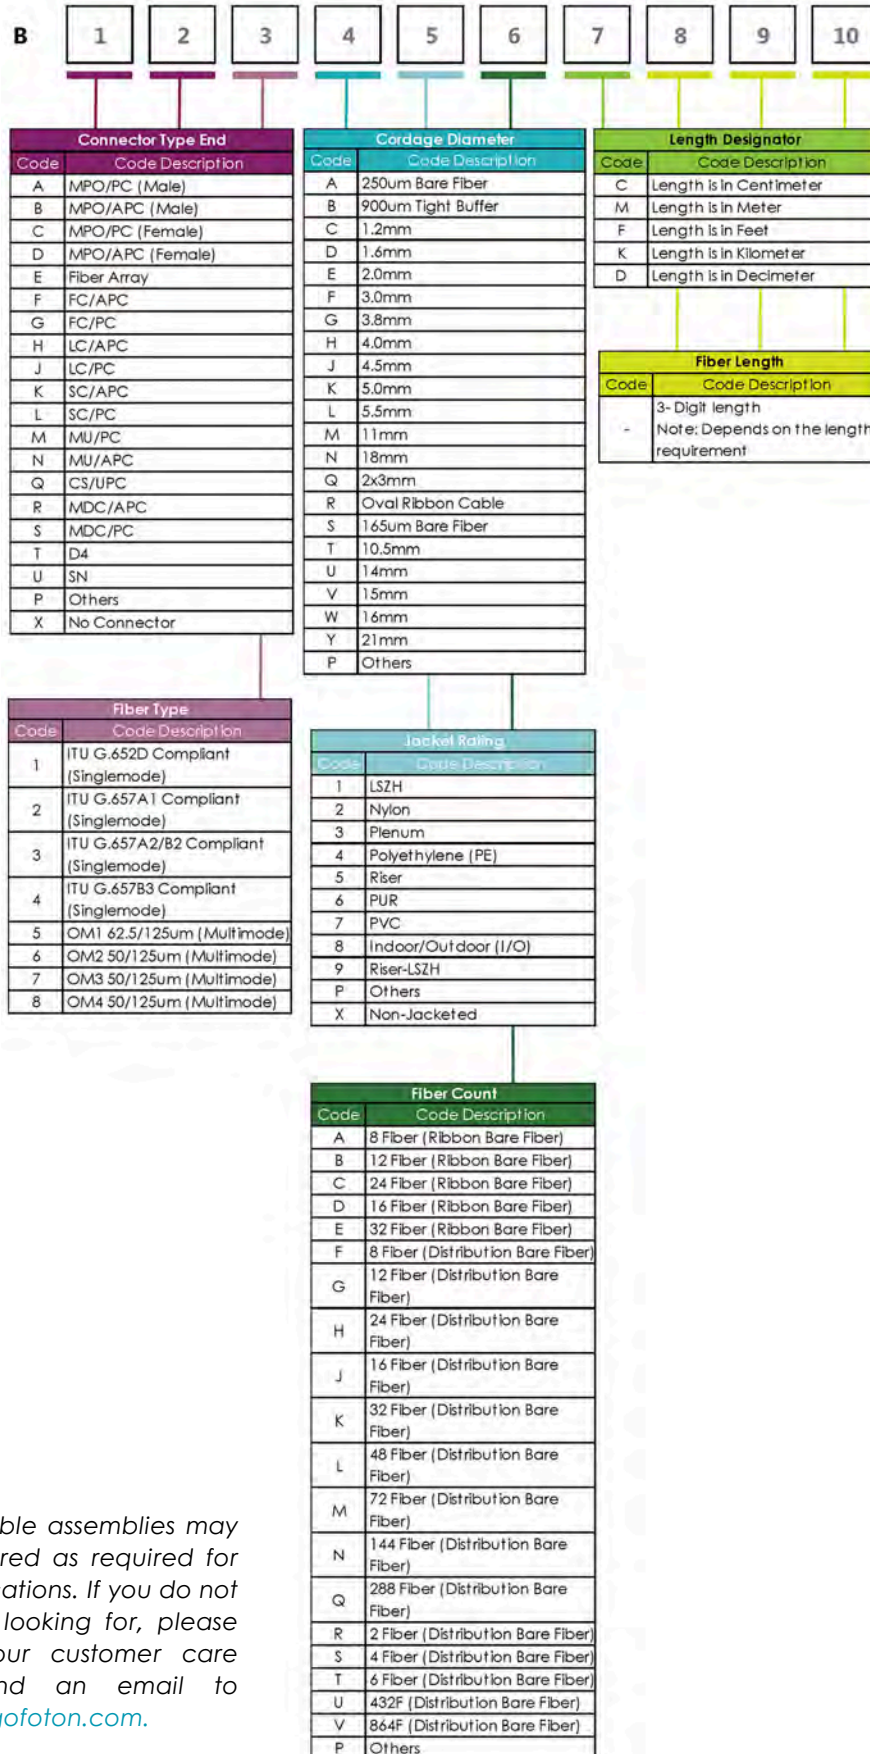 B 1 2 3 4 5 6 7 8 9 10
Connector Type End
Code Code Description
A MPO/PC (Male)
B MPO/APC (Male)
C MPO/PC (Female)
D MPO/APC (Female)
E Fiber Array
F FC/APC
G FC/PC
H LC/APC
J LC/PC
K SC/APC
L SC/PC
M MU/PC
N MU/APC
Q CS/UPC
R MDC/APC
S MDC/PC
T D4
U SN
P Others
X No Connector
Fiber Type
Code Code Description
1 ITU G.652D Compliant
(Singlemode)
2 ITU G.657A1 Compliant
(Singlemode)
3 ITU G.657A2/B2 Compliant
(Singlemode)
4 ITU G.657B3 Compliant
(Singlemode)
5 OM1 62.5/125um (Multimode)
6 OM2 50/125um (Multimode)
7 OM3 50/125um (Multimode)
8 OM4 50/125um (Multimode)
Cordage Diameter
Code Code Description
A 250um Bare Fiber
B 900um Tight Buffer
C 1.2mm
D 1.6mm
E 2.0mm
F 3.0mm
G 3.8mm
H 4.0mm
J 4.5mm
K 5.0mm
L 5.5mm
M 11mm
N 18mm
Q 2x3mm
R Oval Ribbon Cable
S 165um Bare Fiber
T 10.5mm
U 14mm
V 15mm
W 16mm
Y 21mm
P Others
Jacket Rating
Code Code Description
1 LSZH
2 Nylon
3 Plenum
4 Polyethylene (PE)
5 Riser
6 PUR
7 PVC
8 Indoor/Outdoor (I/O)
9 Riser-LSZH
P Others
X Non-Jacketed
Fiber Count
Code Code Description
A 8 Fiber (Ribbon Bare Fiber)
B 12 Fiber (Ribbon Bare Fiber)
C 24 Fiber (Ribbon Bare Fiber)
D 16 Fiber (Ribbon Bare Fiber)
E 32 Fiber (Ribbon Bare Fiber)
F 8 Fiber (Distribution Bare Fiber)
G 12 Fiber (Distribution Bare
Fiber)
H 24 Fiber (Distribution Bare
Fiber)
J 16 Fiber (Distribution Bare
Fiber)
K 32 Fiber (Distribution Bare
Fiber)
L 48 Fiber (Distribution Bare
Fiber)
M 72 Fiber (Distribution Bare
Fiber)
N 144 Fiber (Distribution Bare
Fiber)
Q 288 Fiber (Distribution Bare
Fiber)
R 2 Fiber (Distribution Bare Fiber)
S 4 Fiber (Distribution Bare Fiber)
T 6 Fiber (Distribution Bare Fiber)
U 432F (Distribution Bare Fiber)
V 864F (Distribution Bare Fiber)
P Others
Length Designator
Code Code Description
C Length is in Centimeter
M Length is in Meter
F Length is in Feet
K Length is in Kilometer
D Length is in Decimeter
Fiber Length
Code Code Description
- 3- Digit length
Note: Depends on the length
requirement
ble assemblies may
red as required for
ations. If you do not
looking for, please
our customer care
nd an email to
gofoton.com.